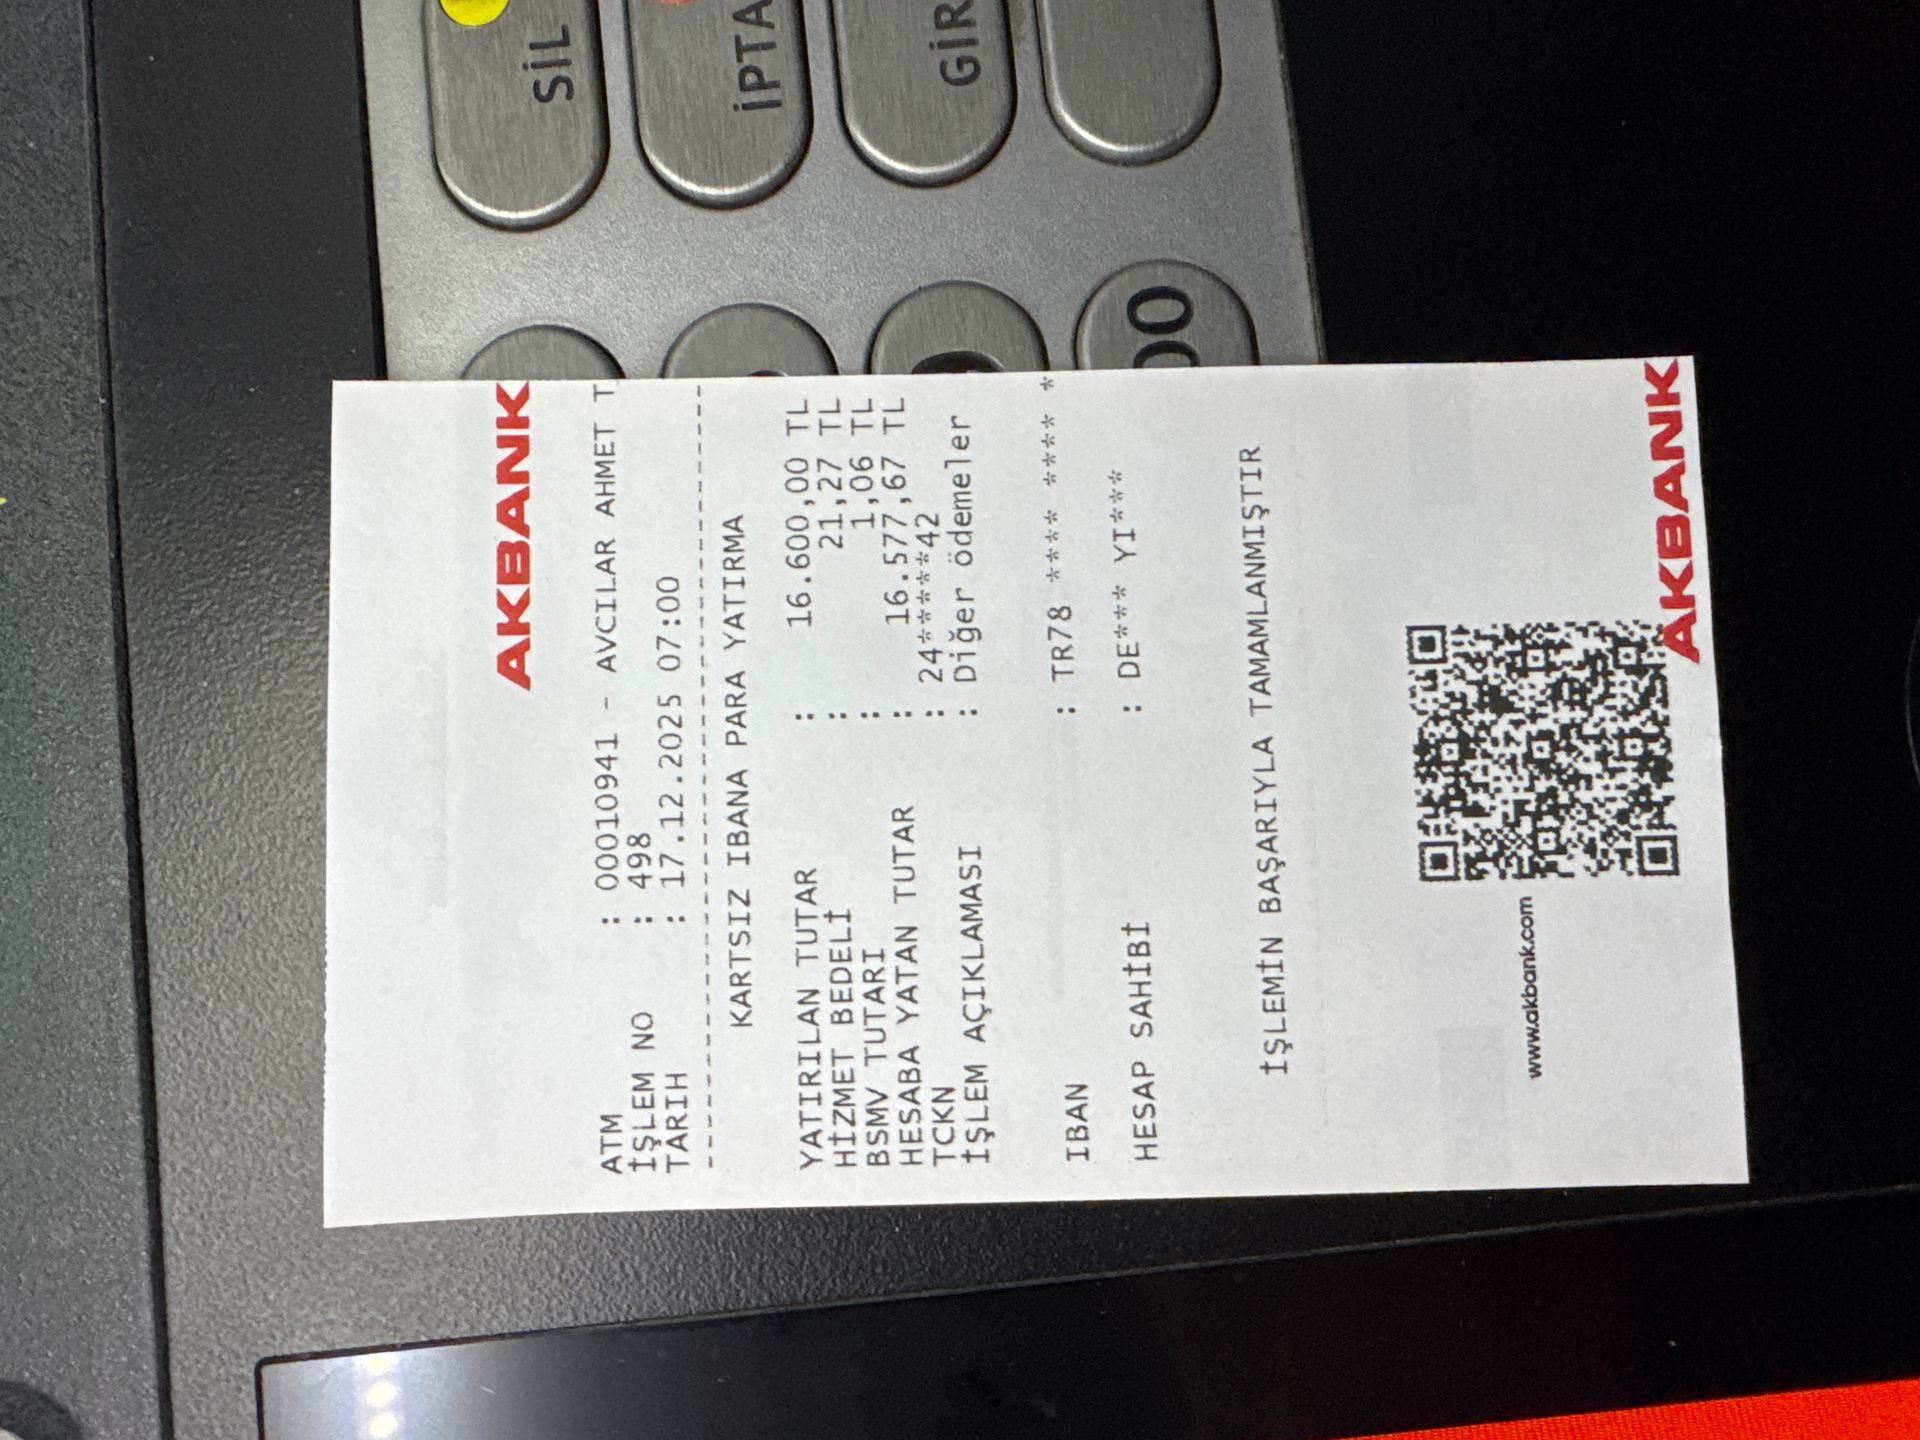 SİL
İPTA
GİR
00
AKBANK
ATM : 00010941 - AVCILAR AHMET T
İŞLEM NO : 498
TARIH : 17.12.2025 07:00
--------------------------------
KARTSIZ IBANA PARA YATIRMA
YATIRILAN TUTAR : 16.600,00 TL
HİZMET BEDELİ : 21,27 TL
BSMV TUTARI : 1,06 TL
HESABA YATAN TUTAR : 16.577,67 TL
TCKN : 24*******42
İŞLEM AÇIKLAMASI : Diğer ödemeler
IBAN : TR78 **** **** *
HESAP SAHİBİ : DE*** YI****
İŞLEMİN BAŞARIYLA TAMAMLANMIŞTIR
www.akbank.com
AKBANK